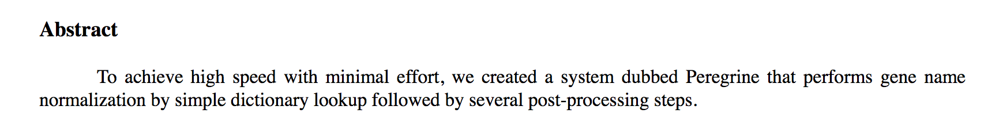 Abstract
To achieve high speed with minimal effort, we created a system dubbed Peregrine that performs gene name
normalization by simple dictionary lookup followed by several post-processing steps.